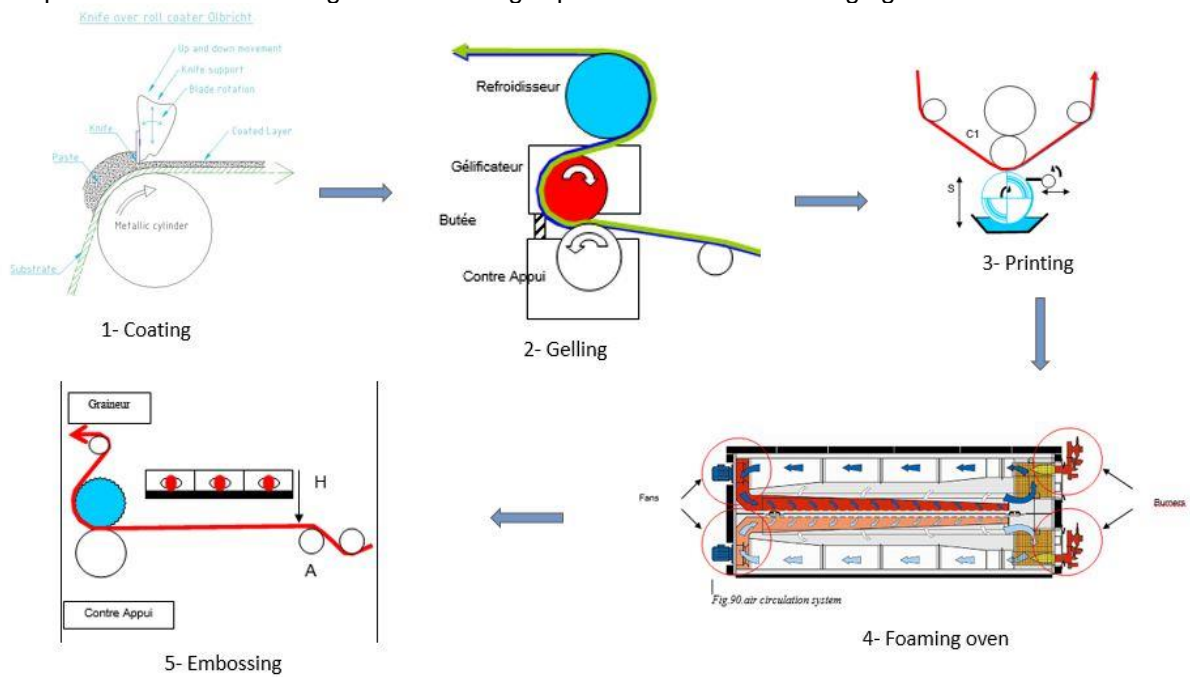 Knife over roll coater Olbricht
Up and down movement
Knife support
Blade rotation
Knife
Coated Layer
Paste
Metallic cylinder
Substrate
1- Coating
Refroidisseur
Gélificateur
Butée
Contre Appui
2- Gelling
C1
S
3- Printing
Graineur
H
A
Contre Appui
5- Embossing
Fans
Burners
Fig.90.air circulation system
4- Foaming oven